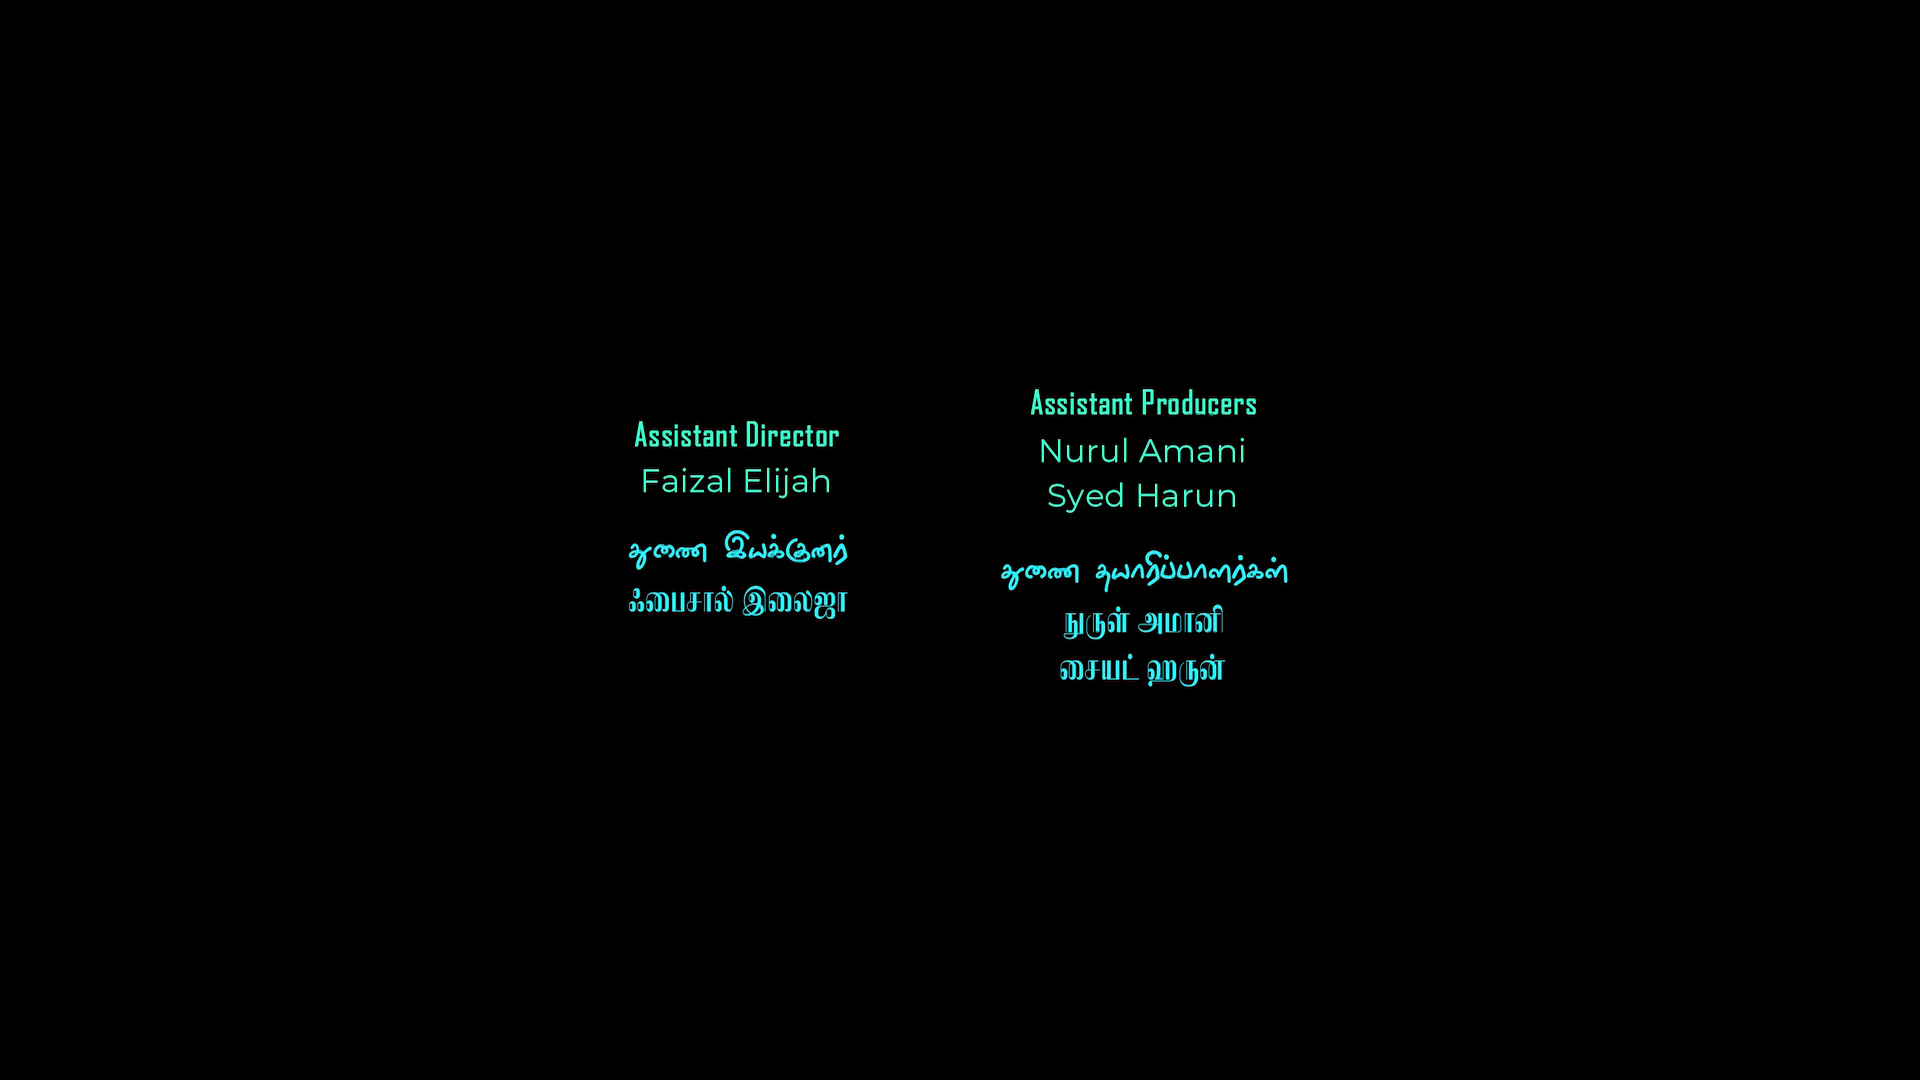 Assistant Director
Faizal Elijah
துணை இயக்குனர்
ஃபைசால் இலைஜா
Assistant Producers
Nurul Amani
Syed Harun
துணை தயாரிப்பாளர்கள்
நுருள் அமானி
சையட் ஹருன்